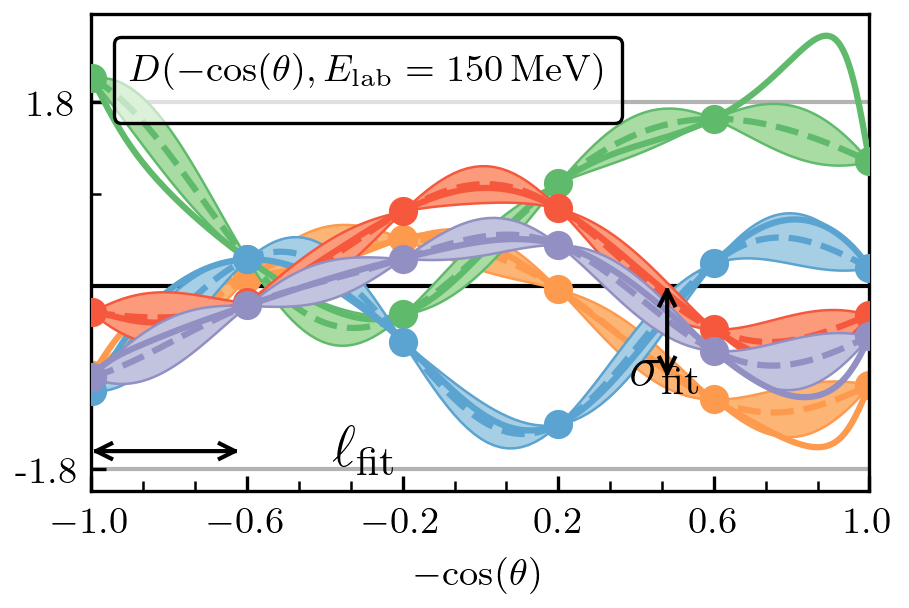 D(−cos(θ), E_lab = 150 MeV)
1.8
σ_fit
ℓ_fit
-1.8
−1.0 −0.6 −0.2 0.2 0.6 1.0
−cos(θ)